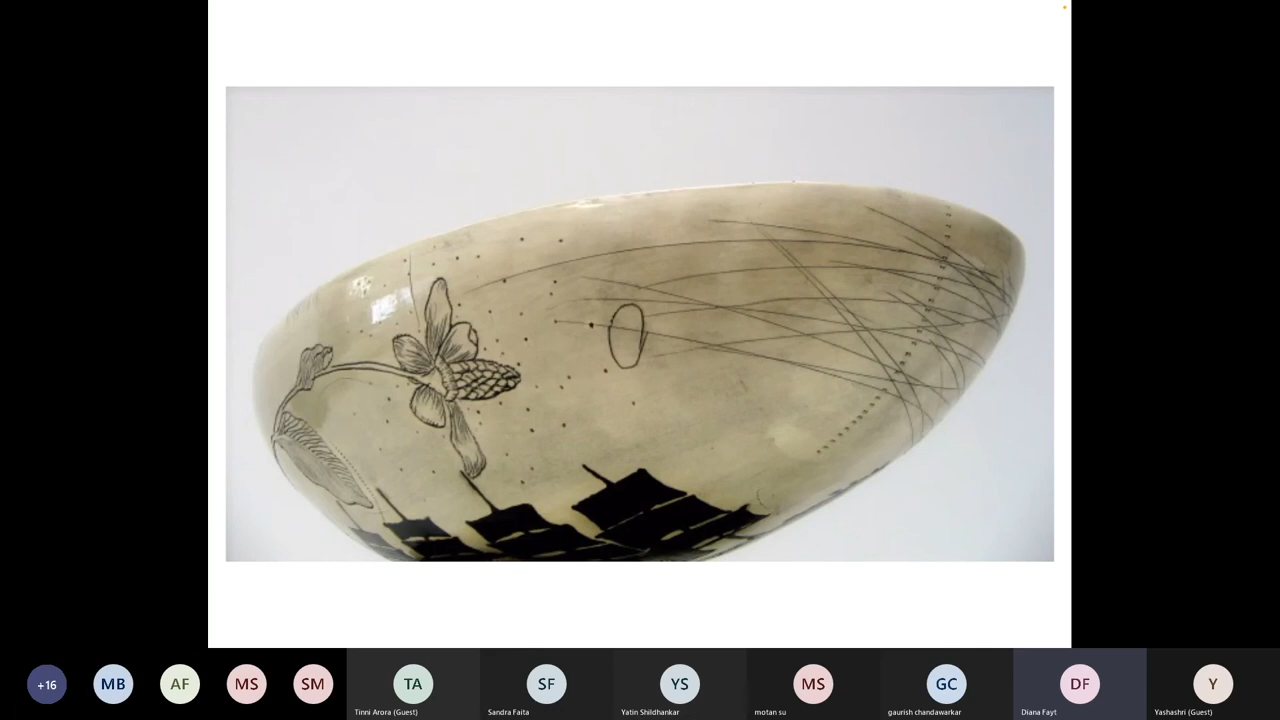 +16
MB
AF
MS
SM
TA
SF
YS
MS
GC
DF
Y
Tinni Arora (Guest)
Sandra Faita
Yatin Shildhankar
motan su
gaurish chandawarkar
Diana Fayt
Yashashri (Guest)